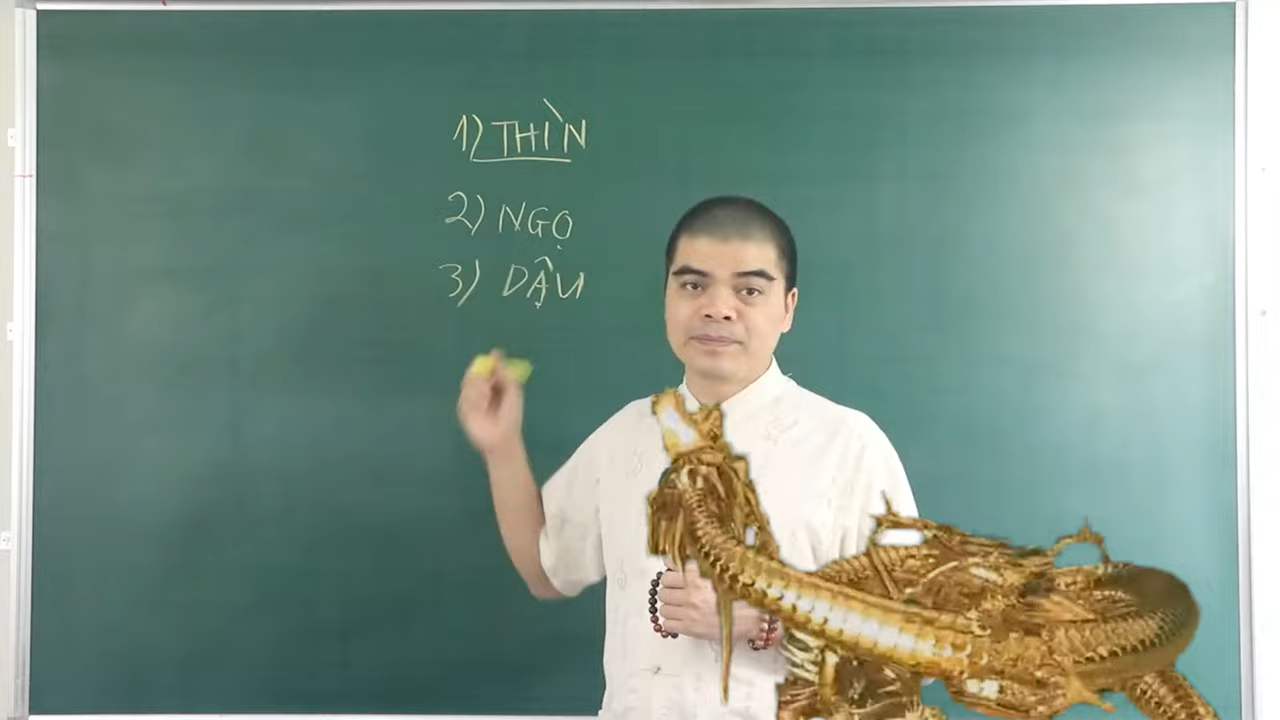 1) THÌN
2) NGỌ
3) DẬU